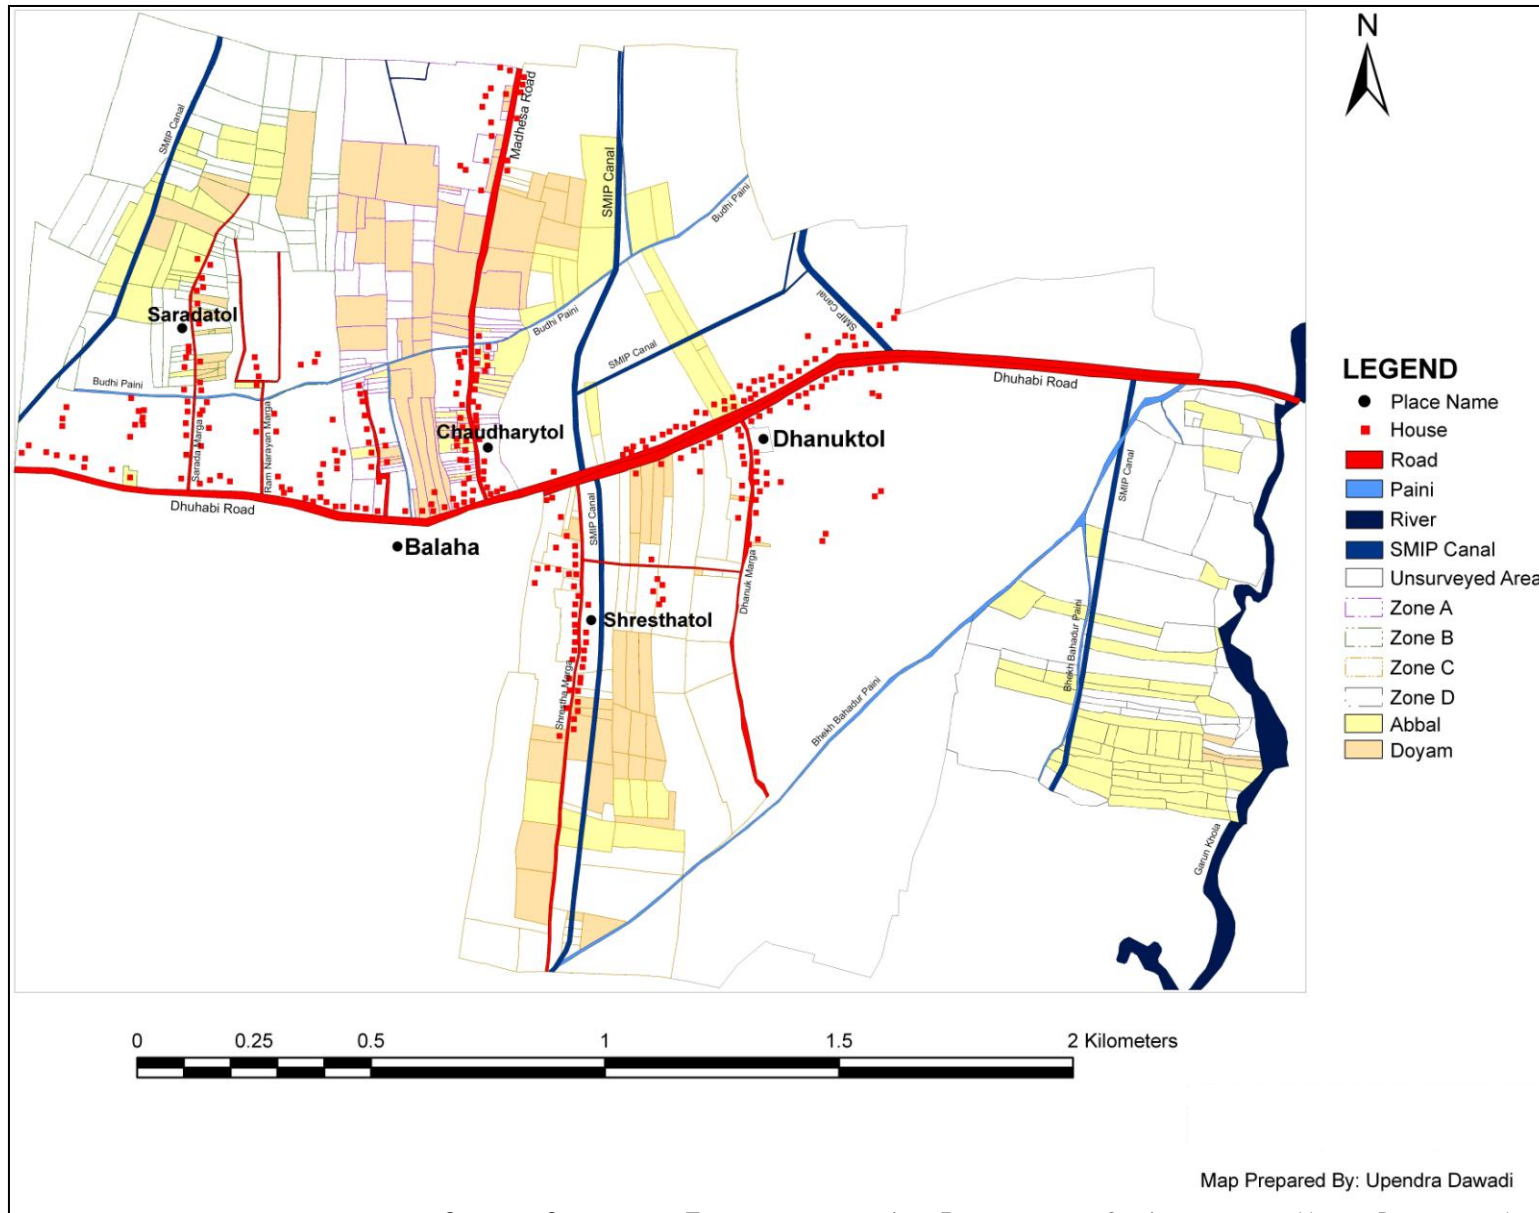 N
SMIP Canal
Madhesa Road
SMIP Canal
Budhi Paini
Saradatol
Budhi Paini
SMIP Canal
SMIP Canal
Budhi Paini
Dhuhabi Road
Sarada Marga
Ram Narayan Marga
Chaudharytol
Dhanuktol
SMIP Canal
Dhuhabi Road
SMIP Canal
Balaha
Dhanuk Marga
Shresthatol
Shrestha Marga
Bhekh Bahadur Paini
Bhekh Bahadur Paini
Garun Khola
LEGEND
Place Name
House
Road
Paini
River
SMIP Canal
Unsurveyed Area
Zone A
Zone B
Zone C
Zone D
Abbal
Doyam
0 0.25 0.5 1 1.5 2 Kilometers
Map Prepared By: Upendra Dawadi